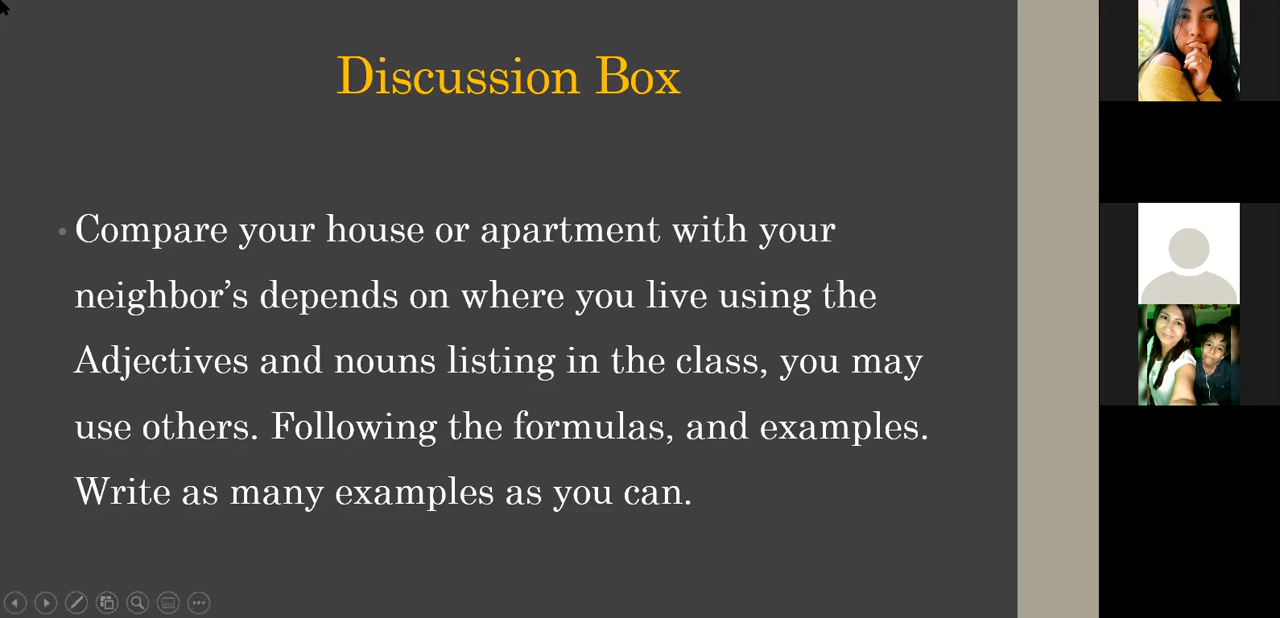 Discussion Box
• Compare your house or apartment with your
neighbor’s depends on where you live using the
Adjectives and nouns listing in the class, you may
use others. Following the formulas, and examples.
Write as many examples as you can.